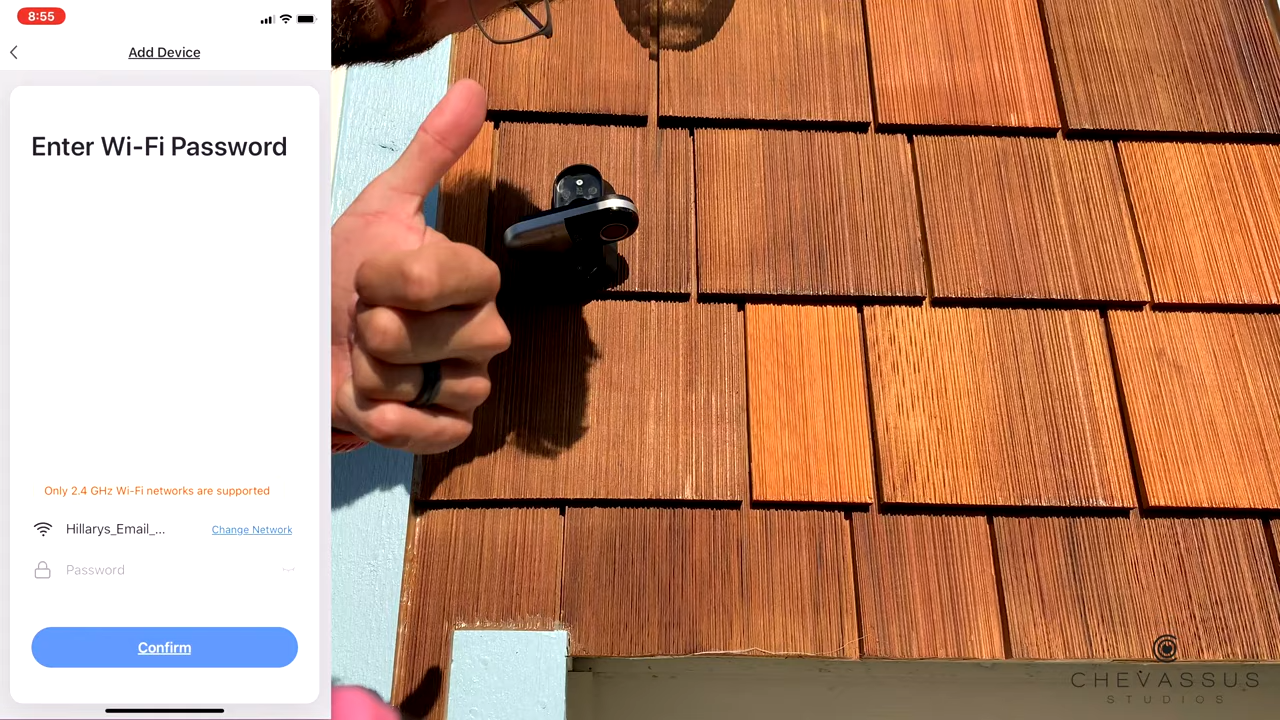 8:55
Add Device
Enter Wi-Fi Password
Only 2.4 GHz Wi-Fi networks are supported
Hillarys_Email_...
Change Network
Password
Confirm
CHEVASSUS
STUDIOS